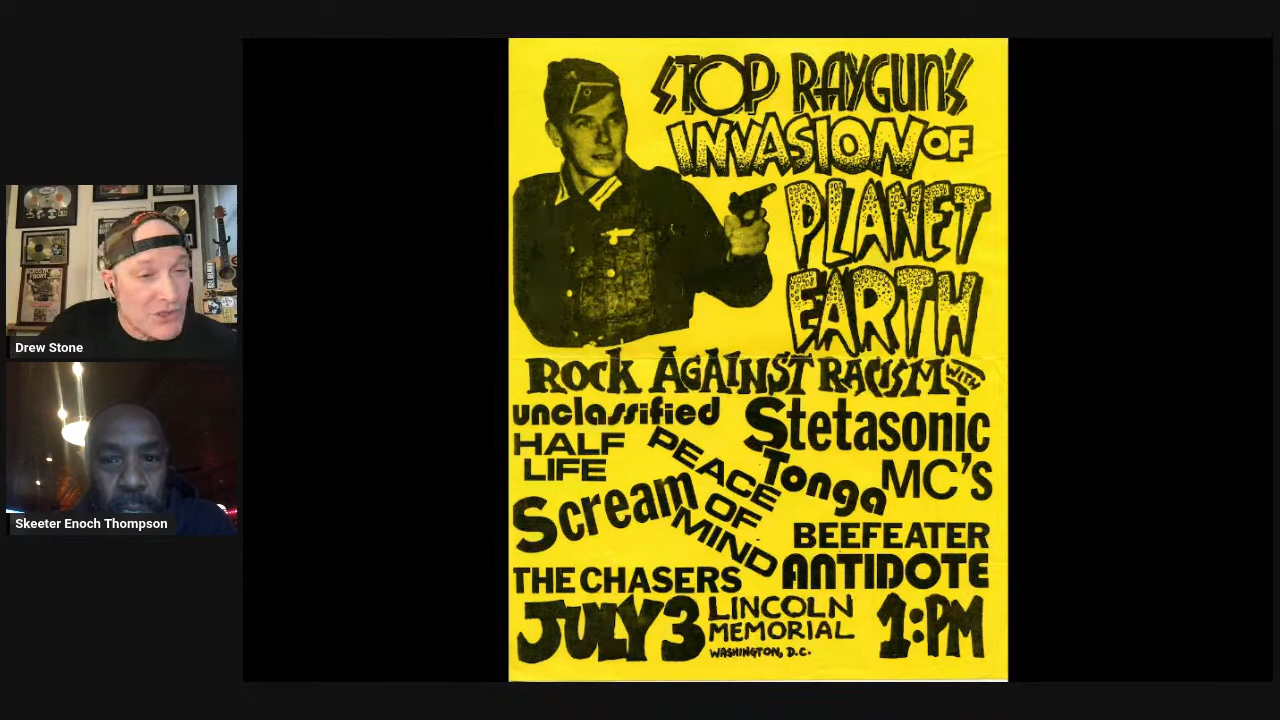 STOP RAYGUN'S
INVASION OF
PLANET
EARTH
ROCK AGAINST RACISM WITH
unclassified
Stetasonic
HALF
LIFE
PEACE
OF
MIND
Tonga MC'S
Scream
BEEFEATER
THE CHASERS
ANTIDOTE
JULY 3
LINCOLN
MEMORIAL
WASHINGTON, D.C.
1:PM
Drew Stone
Skeeter Enoch Thompson